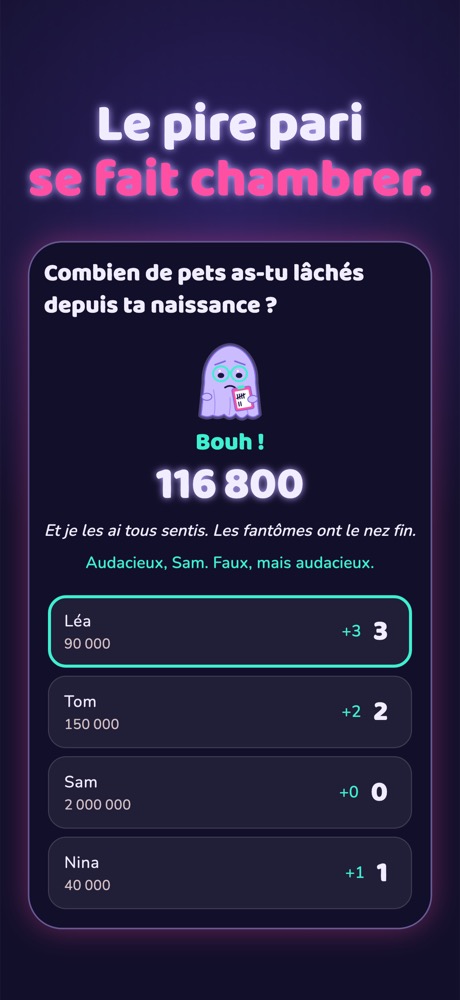 Le pire pari
se fait chambrer.
Combien de pets as-tu lâchés
depuis ta naissance ?
Bouh !
116 800
Et je les ai tous sentis. Les fantômes ont le nez fin.
Audacieux, Sam. Faux, mais audacieux.
Léa
90 000
+3 3
Tom
150 000
+2 2
Sam
2 000 000
+0 0
Nina
40 000
+1 1